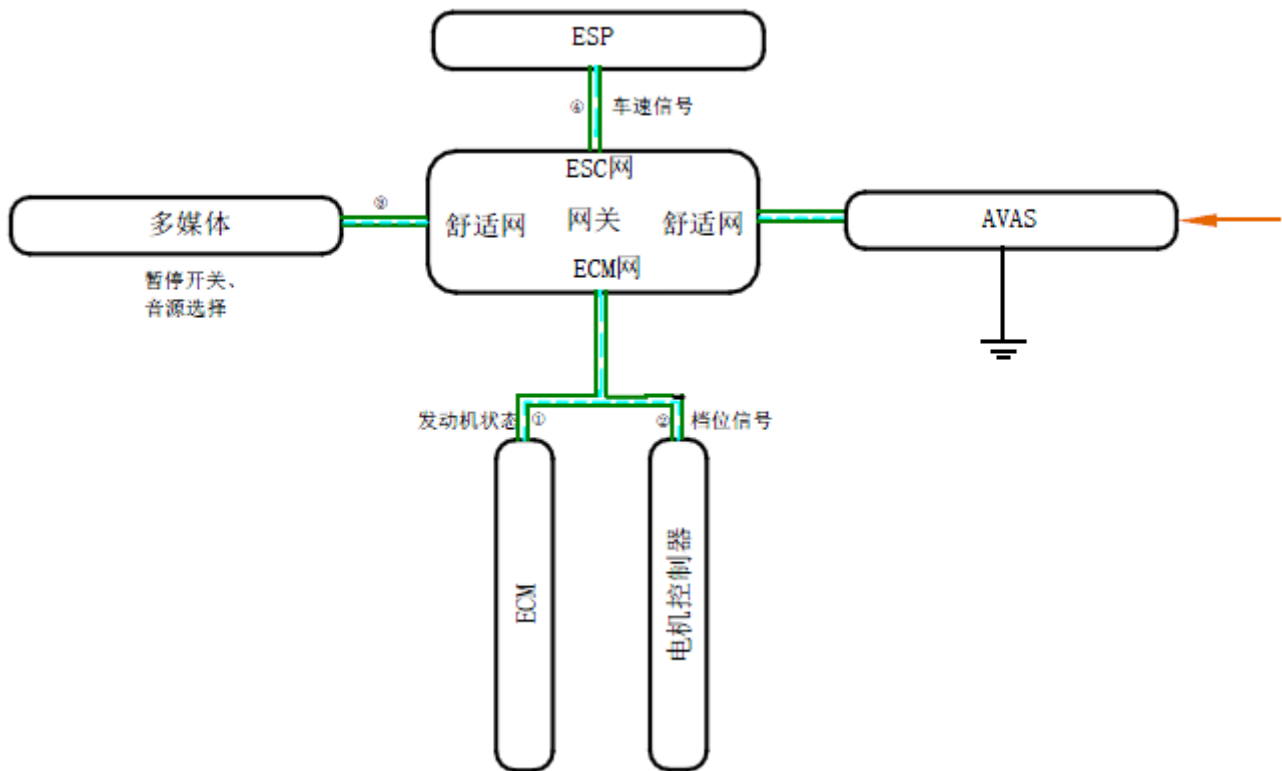 ESP
④ 车速信号
ESC网
多媒体
③
舒适网 网关 舒适网
AVAS
ECM网
暂停开关、
音源选择
发动机状态 ①
② 档位信号
ECM
电机控制器